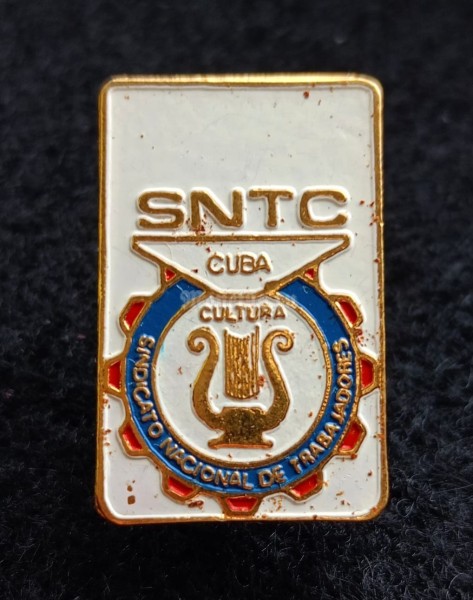 SNTC
CUBA
CULTURA
SINDICATO NACIONAL DE TRABAJADORES